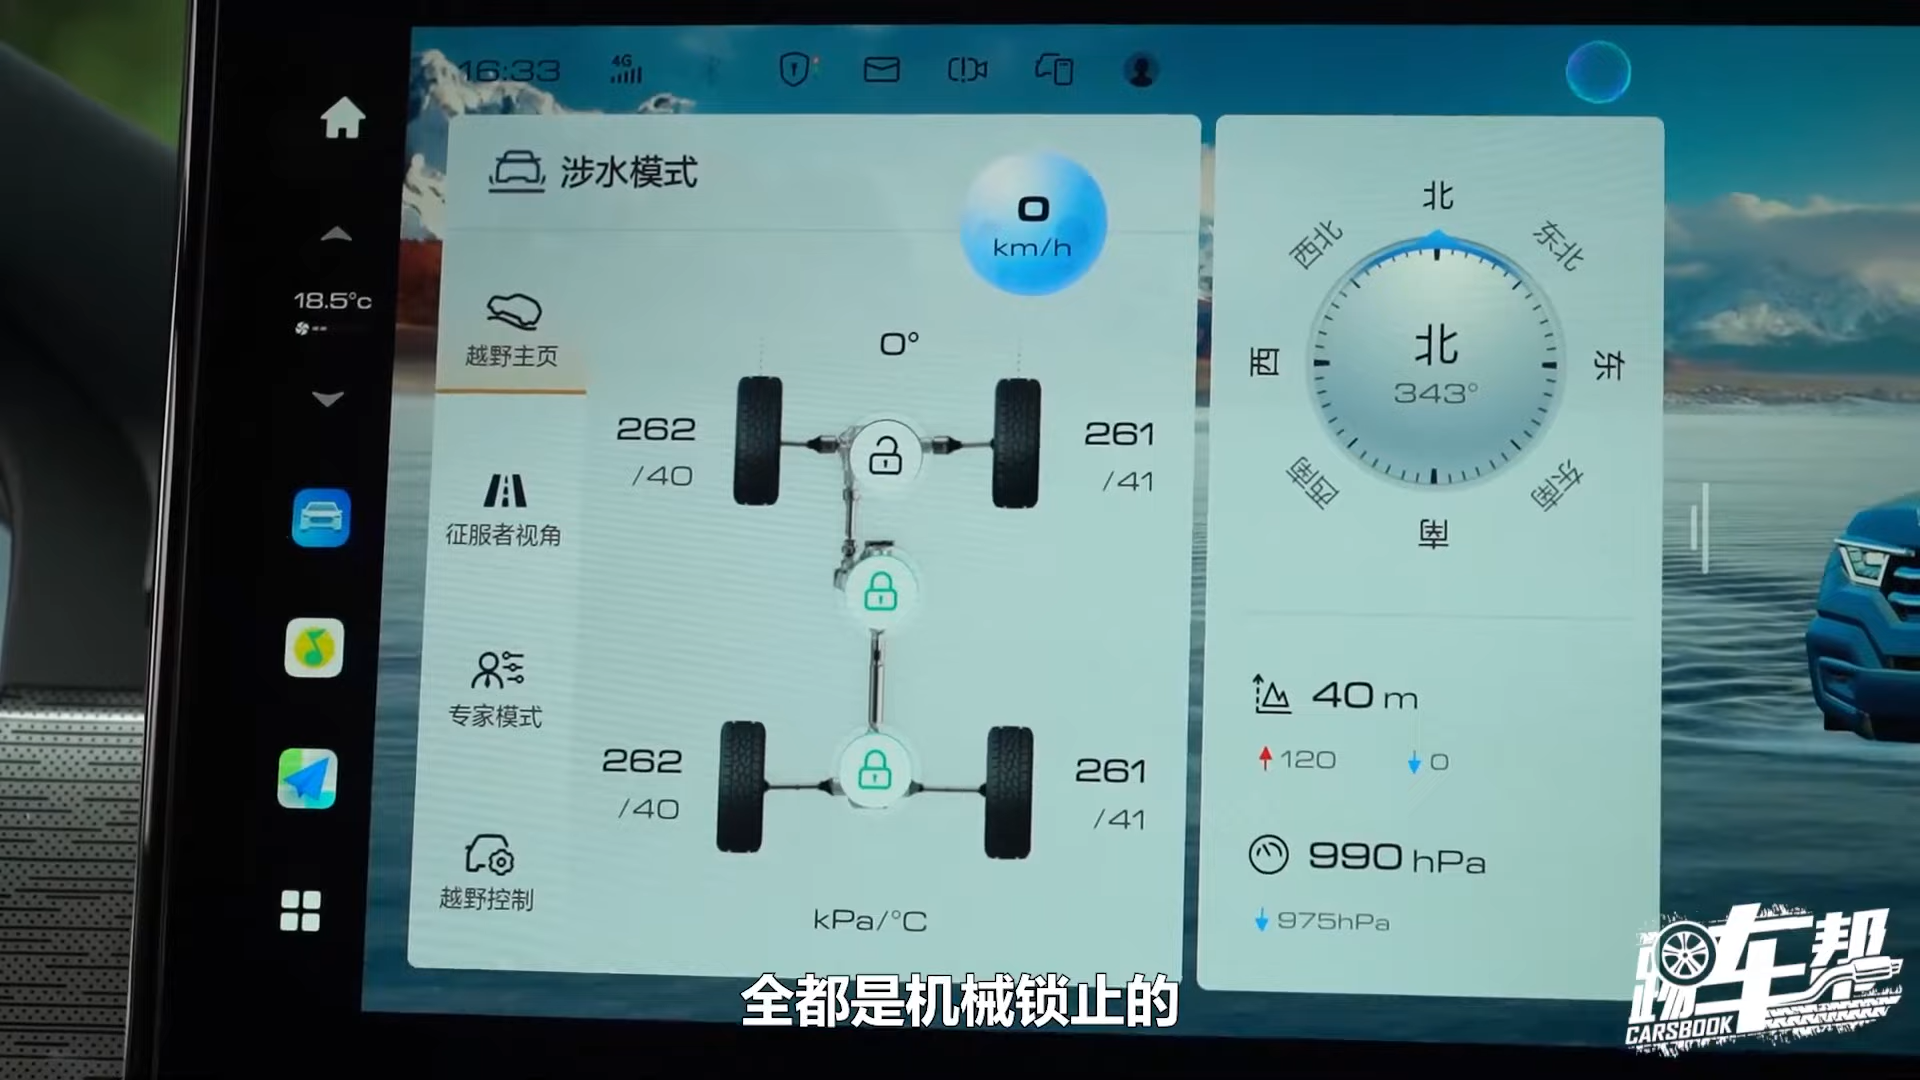 16:33
4G
18.5°c
涉水模式
0
km/h
越野主页
征服者视角
专家模式
越野控制
0°
262
/40
261
/41
262
/40
261
/41
kPa/°C
北
东北
东
东南
南
西南
西
西北
北
343°
40 m
120
0
990 hPa
975hPa
全都是机械锁止的
踢车帮
CARSBOOK